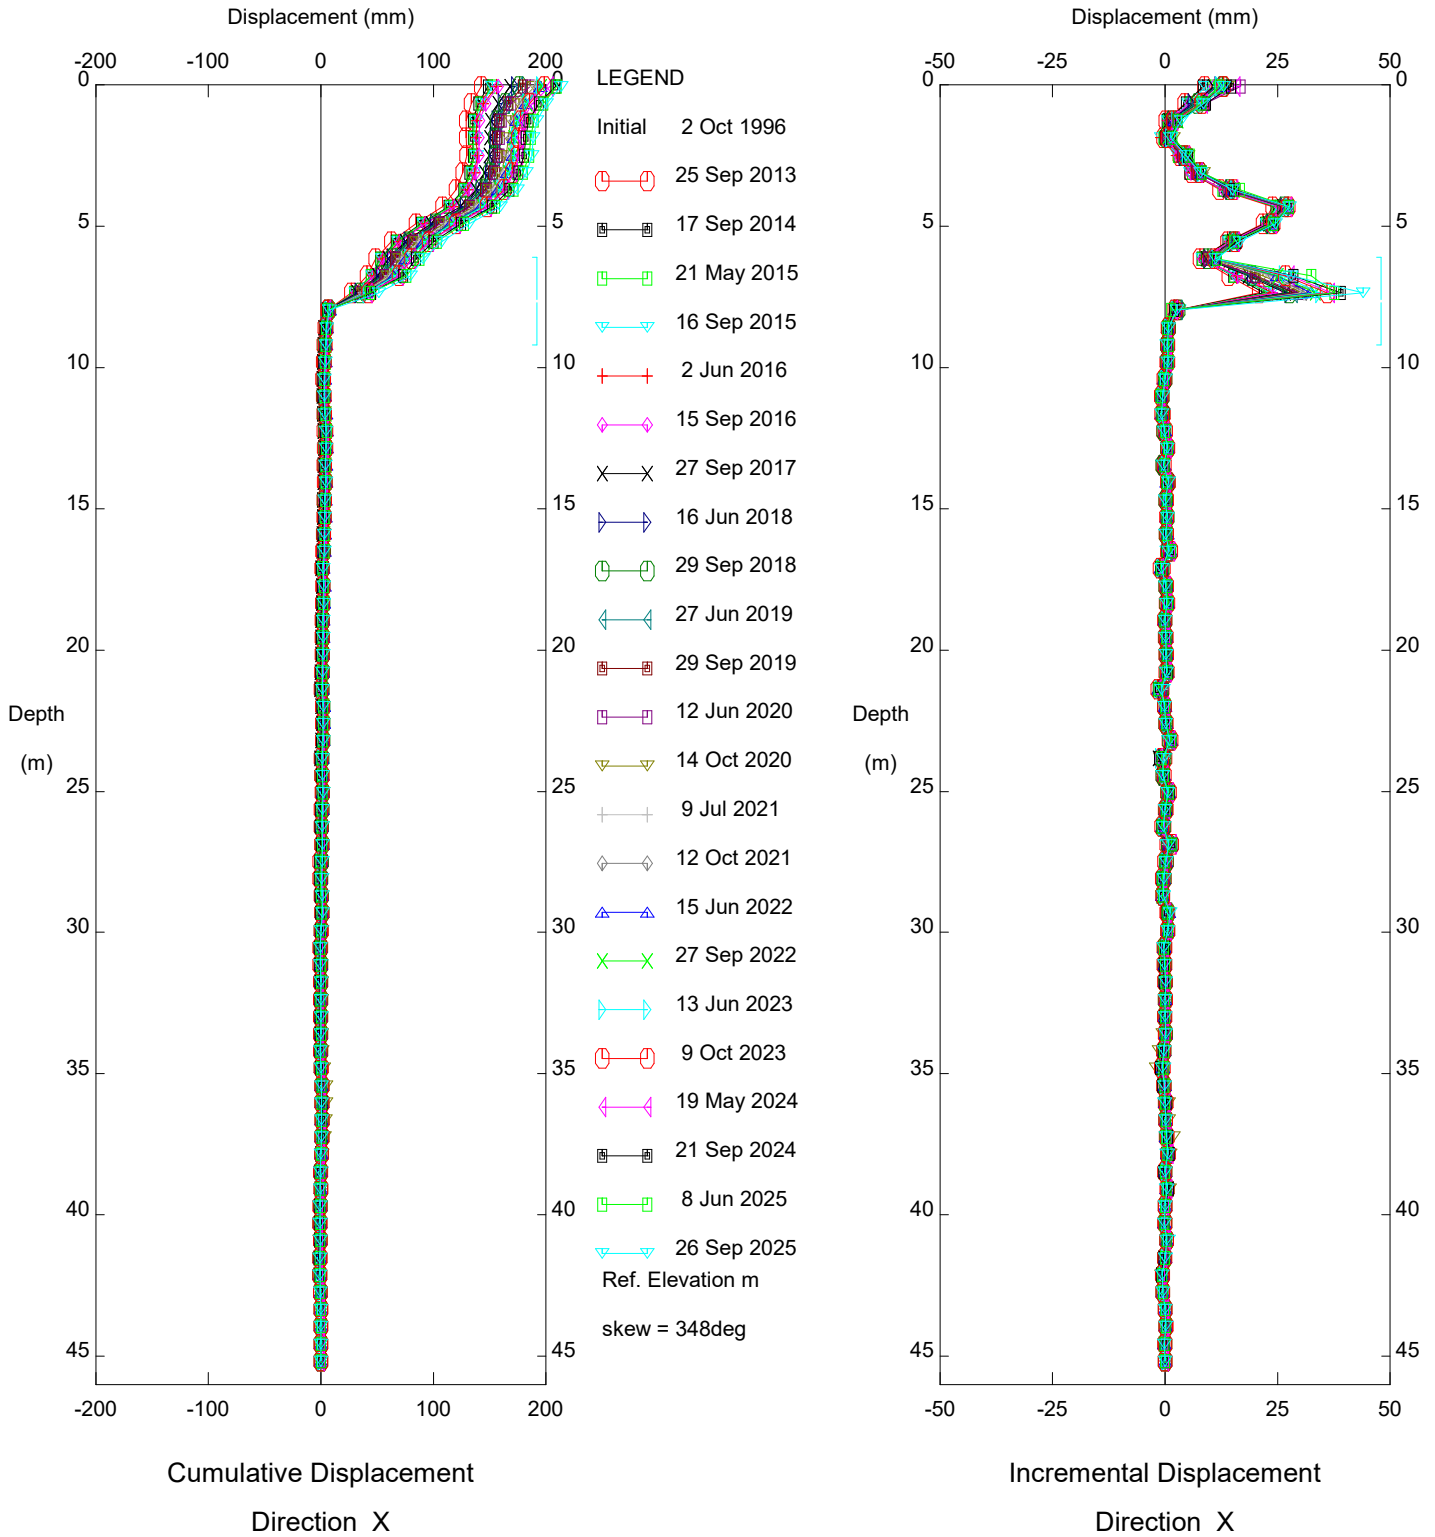 Displacement (mm)
-200 -100 0 100 200
0 0
5 5
10 10
15 15
20 20
Depth
(m)
25 25
30 30
35 35
40 40
45 45
-200 -100 0 100 200
Cumulative Displacement
Direction X
LEGEND
Initial 2 Oct 1996
25 Sep 2013
17 Sep 2014
21 May 2015
16 Sep 2015
2 Jun 2016
15 Sep 2016
27 Sep 2017
16 Jun 2018
29 Sep 2018
27 Jun 2019
29 Sep 2019
12 Jun 2020
14 Oct 2020
9 Jul 2021
12 Oct 2021
15 Jun 2022
27 Sep 2022
13 Jun 2023
9 Oct 2023
19 May 2024
21 Sep 2024
8 Jun 2025
26 Sep 2025
Ref. Elevation m
skew = 348deg
Displacement (mm)
-50 -25 0 25 50
0 0
5 5
10 10
15 15
20 20
Depth
(m)
25 25
30 30
35 35
40 40
45 45
-50 -25 0 25 50
Incremental Displacement
Direction X